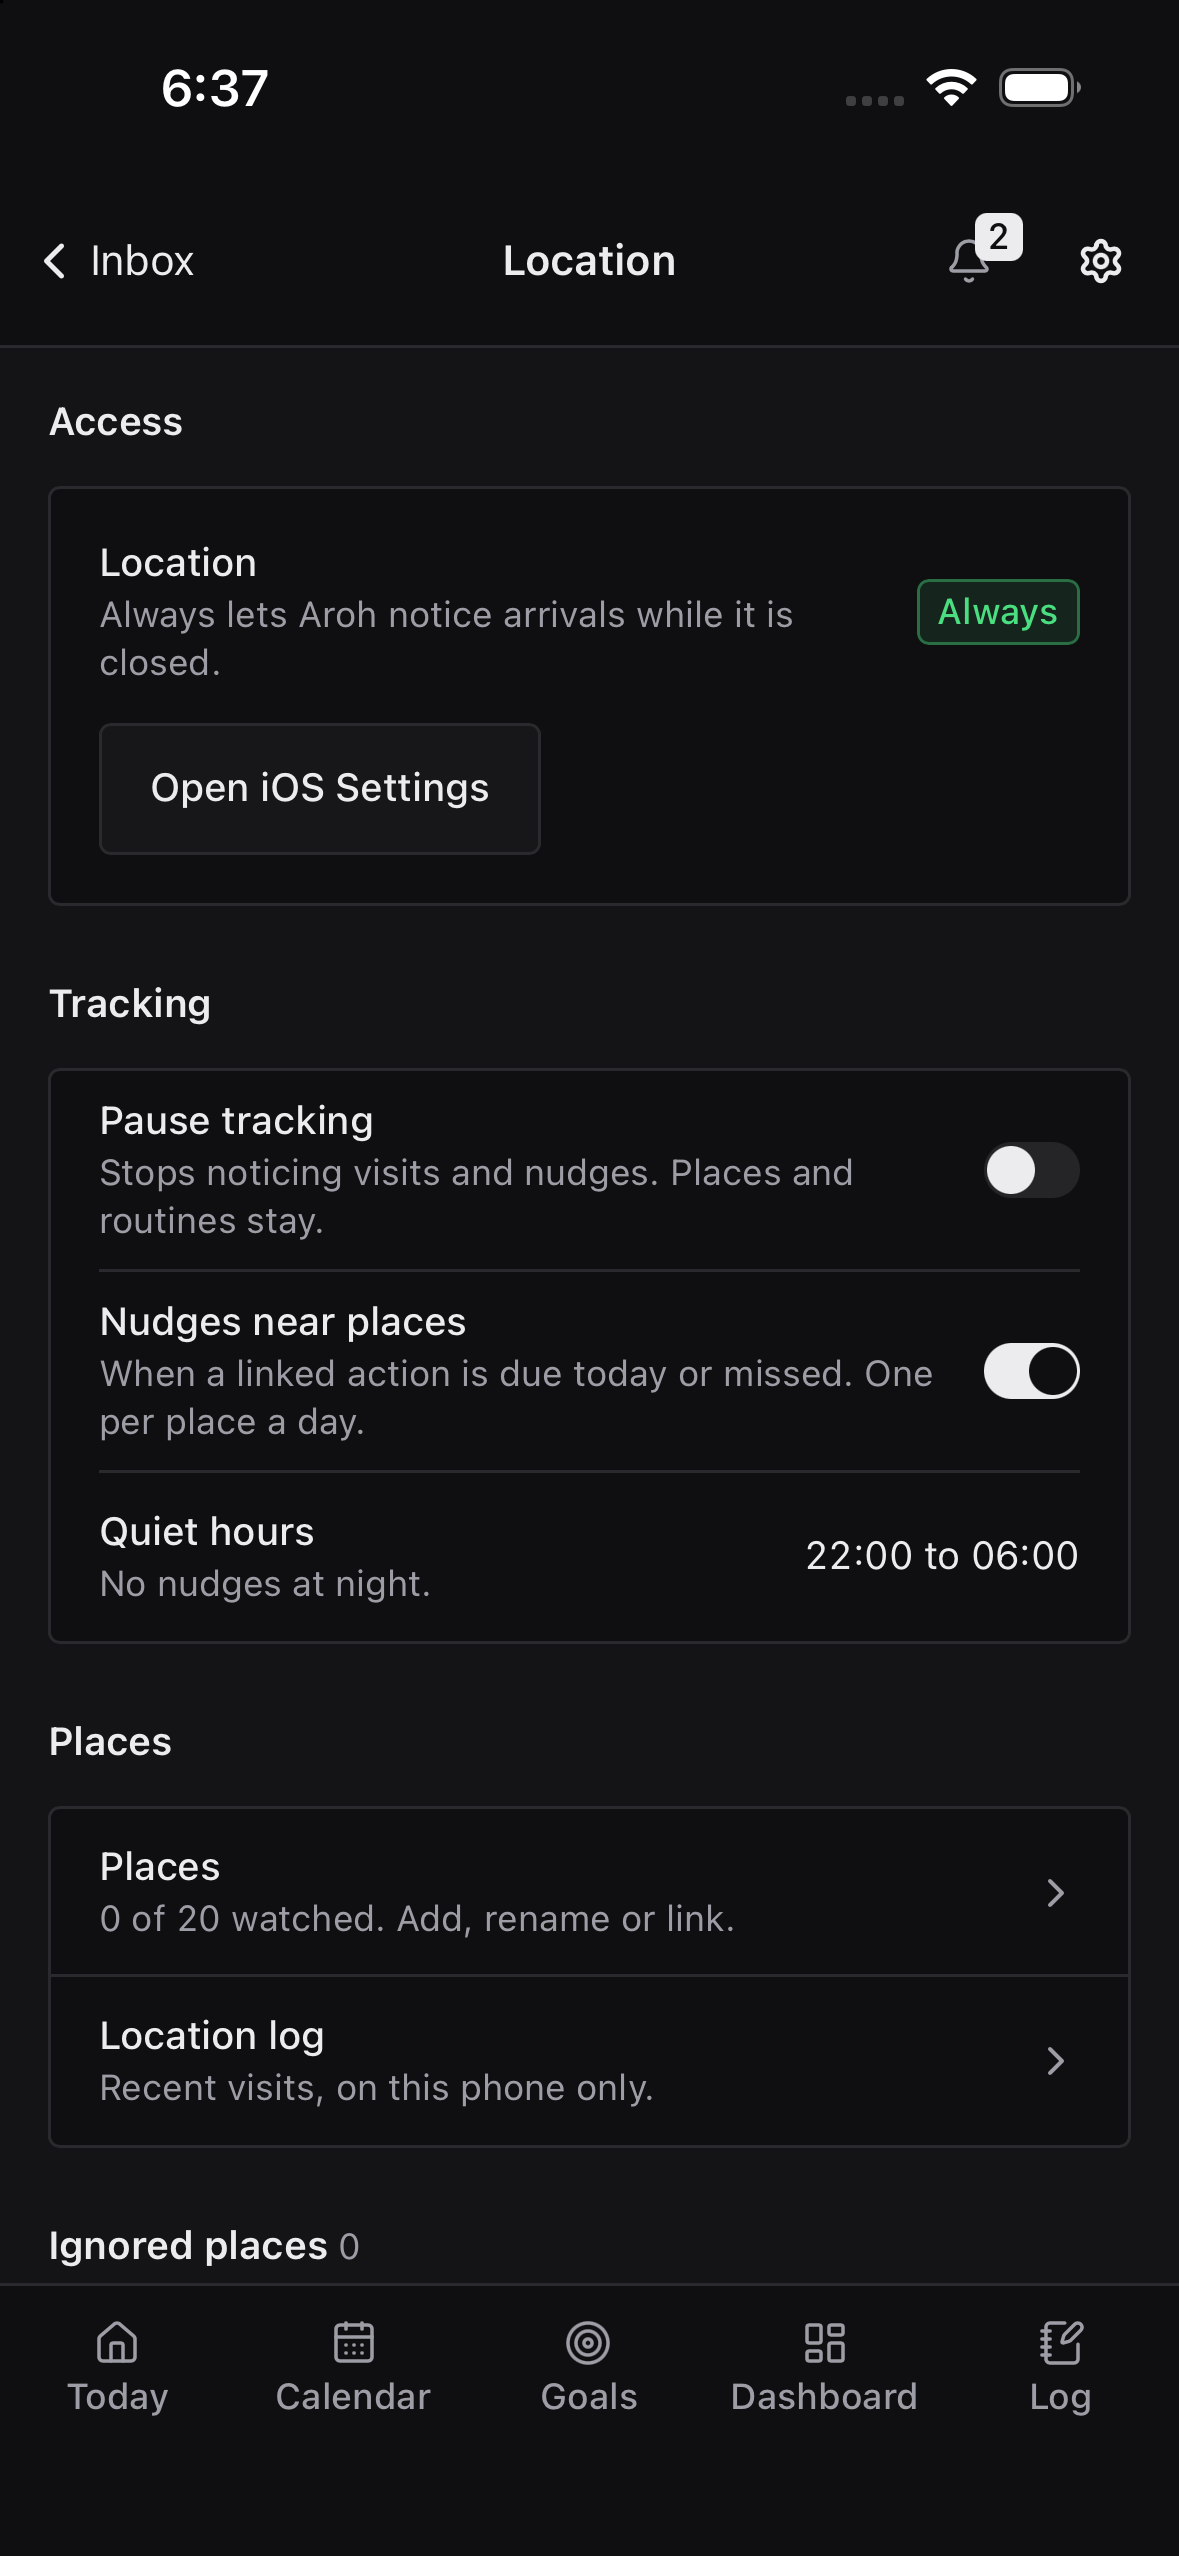 6:37
Inbox
Location
2
Access
Location
Always lets Aroh notice arrivals while it is
closed.
Always
Open iOS Settings
Tracking
Pause tracking
Stops noticing visits and nudges. Places and
routines stay.
Nudges near places
When a linked action is due today or missed. One
per place a day.
Quiet hours
No nudges at night.
22:00 to 06:00
Places
Places
0 of 20 watched. Add, rename or link.
Location log
Recent visits, on this phone only.
Ignored places 0
Today
Calendar
Goals
Dashboard
Log